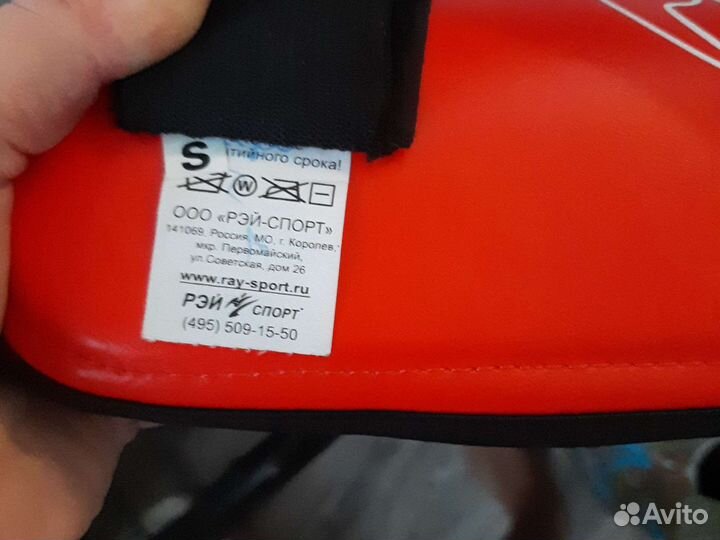 S тийного срока!
W
ООО «РЭЙ-СПОРТ»
141069. Россия, МО, г. Королев,
мкр. Первомайский,
ул.Советская, дом 26
www.ray-sport.ru
РЭЙ СПОРТ
(495) 509-15-50
Avito